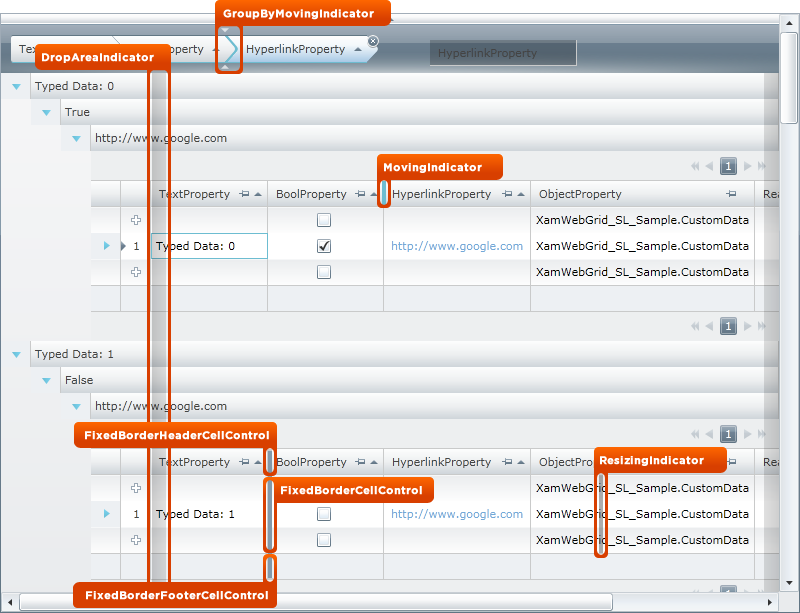 GroupByMovingIndicator
Tex
roperty
HyperlinkProperty
HyperlinkProperty
DropAreaIndicator
Typed Data: 0
True
http://www.google.com
1
MovingIndicator
TextProperty BoolProperty HyperlinkProperty ObjectProperty Rea
XamWebGrid_SL_Sample.CustomData
1 Typed Data: 0 http://www.google.com XamWebGrid_SL_Sample.CustomData
XamWebGrid_SL_Sample.CustomData
1
Typed Data: 1
False
http://www.google.com
1
FixedBorderHeaderCellControl
TextProperty BoolProperty HyperlinkProperty ObjectPro Rea
ResizingIndicator
XamWebGrid_SL_Sample.CustomData
FixedBorderCellControl
1 Typed Data: 1 http://www.google.com XamWebGrid_SL_Sample.CustomData
XamWebGrid_SL_Sample.CustomData
FixedBorderFooterCellControl